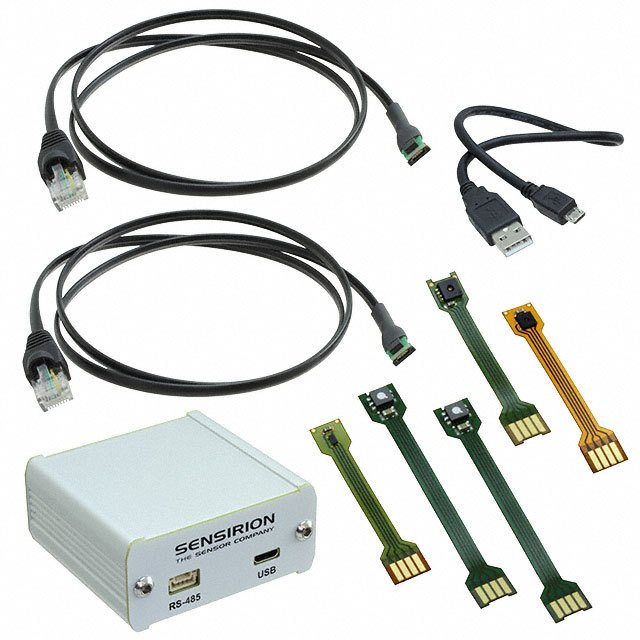 SENSIRION
THE SENSOR COMPANY
RS-485
USB